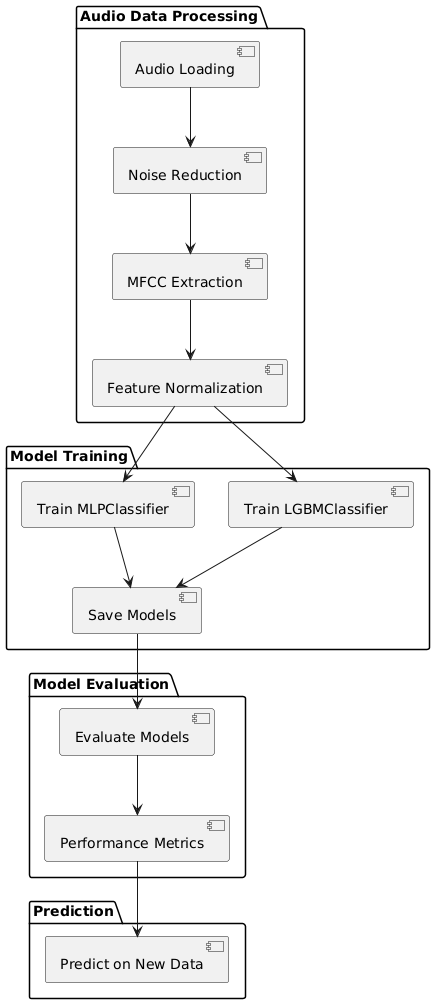 Audio Data Processing
Audio Loading
Noise Reduction
MFCC Extraction
Feature Normalization
Model Training
Train MLPClassifier
Train LGBMClassifier
Save Models
Model Evaluation
Evaluate Models
Performance Metrics
Prediction
Predict on New Data